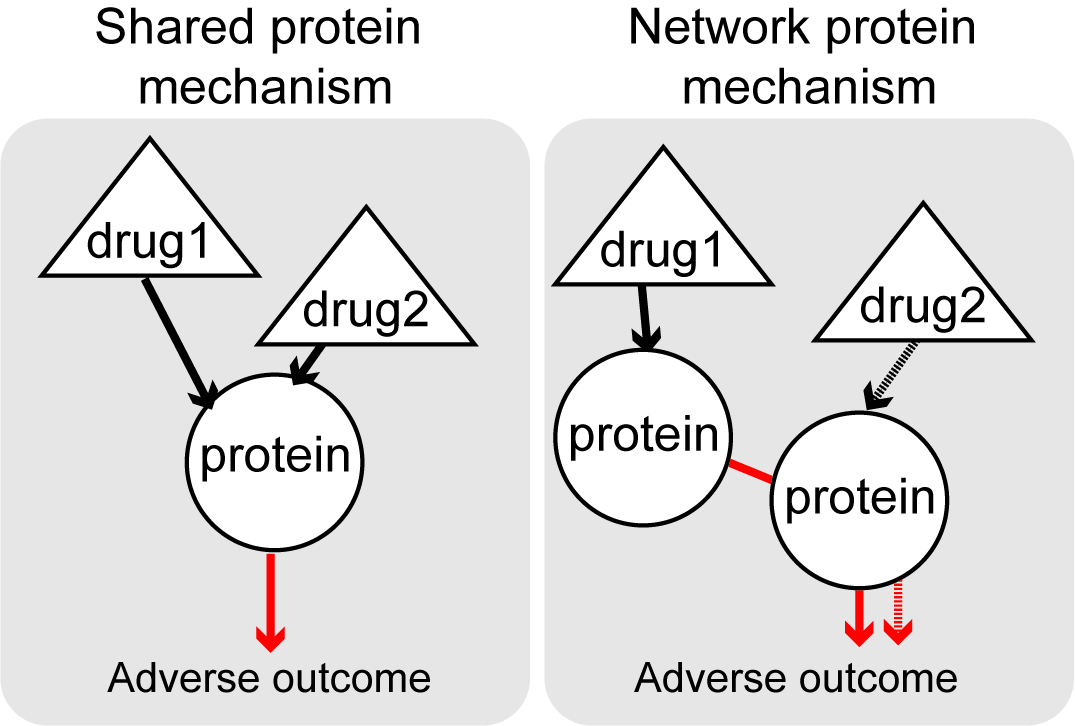 Shared protein
mechanism
drug1
drug2
protein
Adverse outcome
Network protein
mechanism
drug1
drug2
protein
protein
Adverse outcome